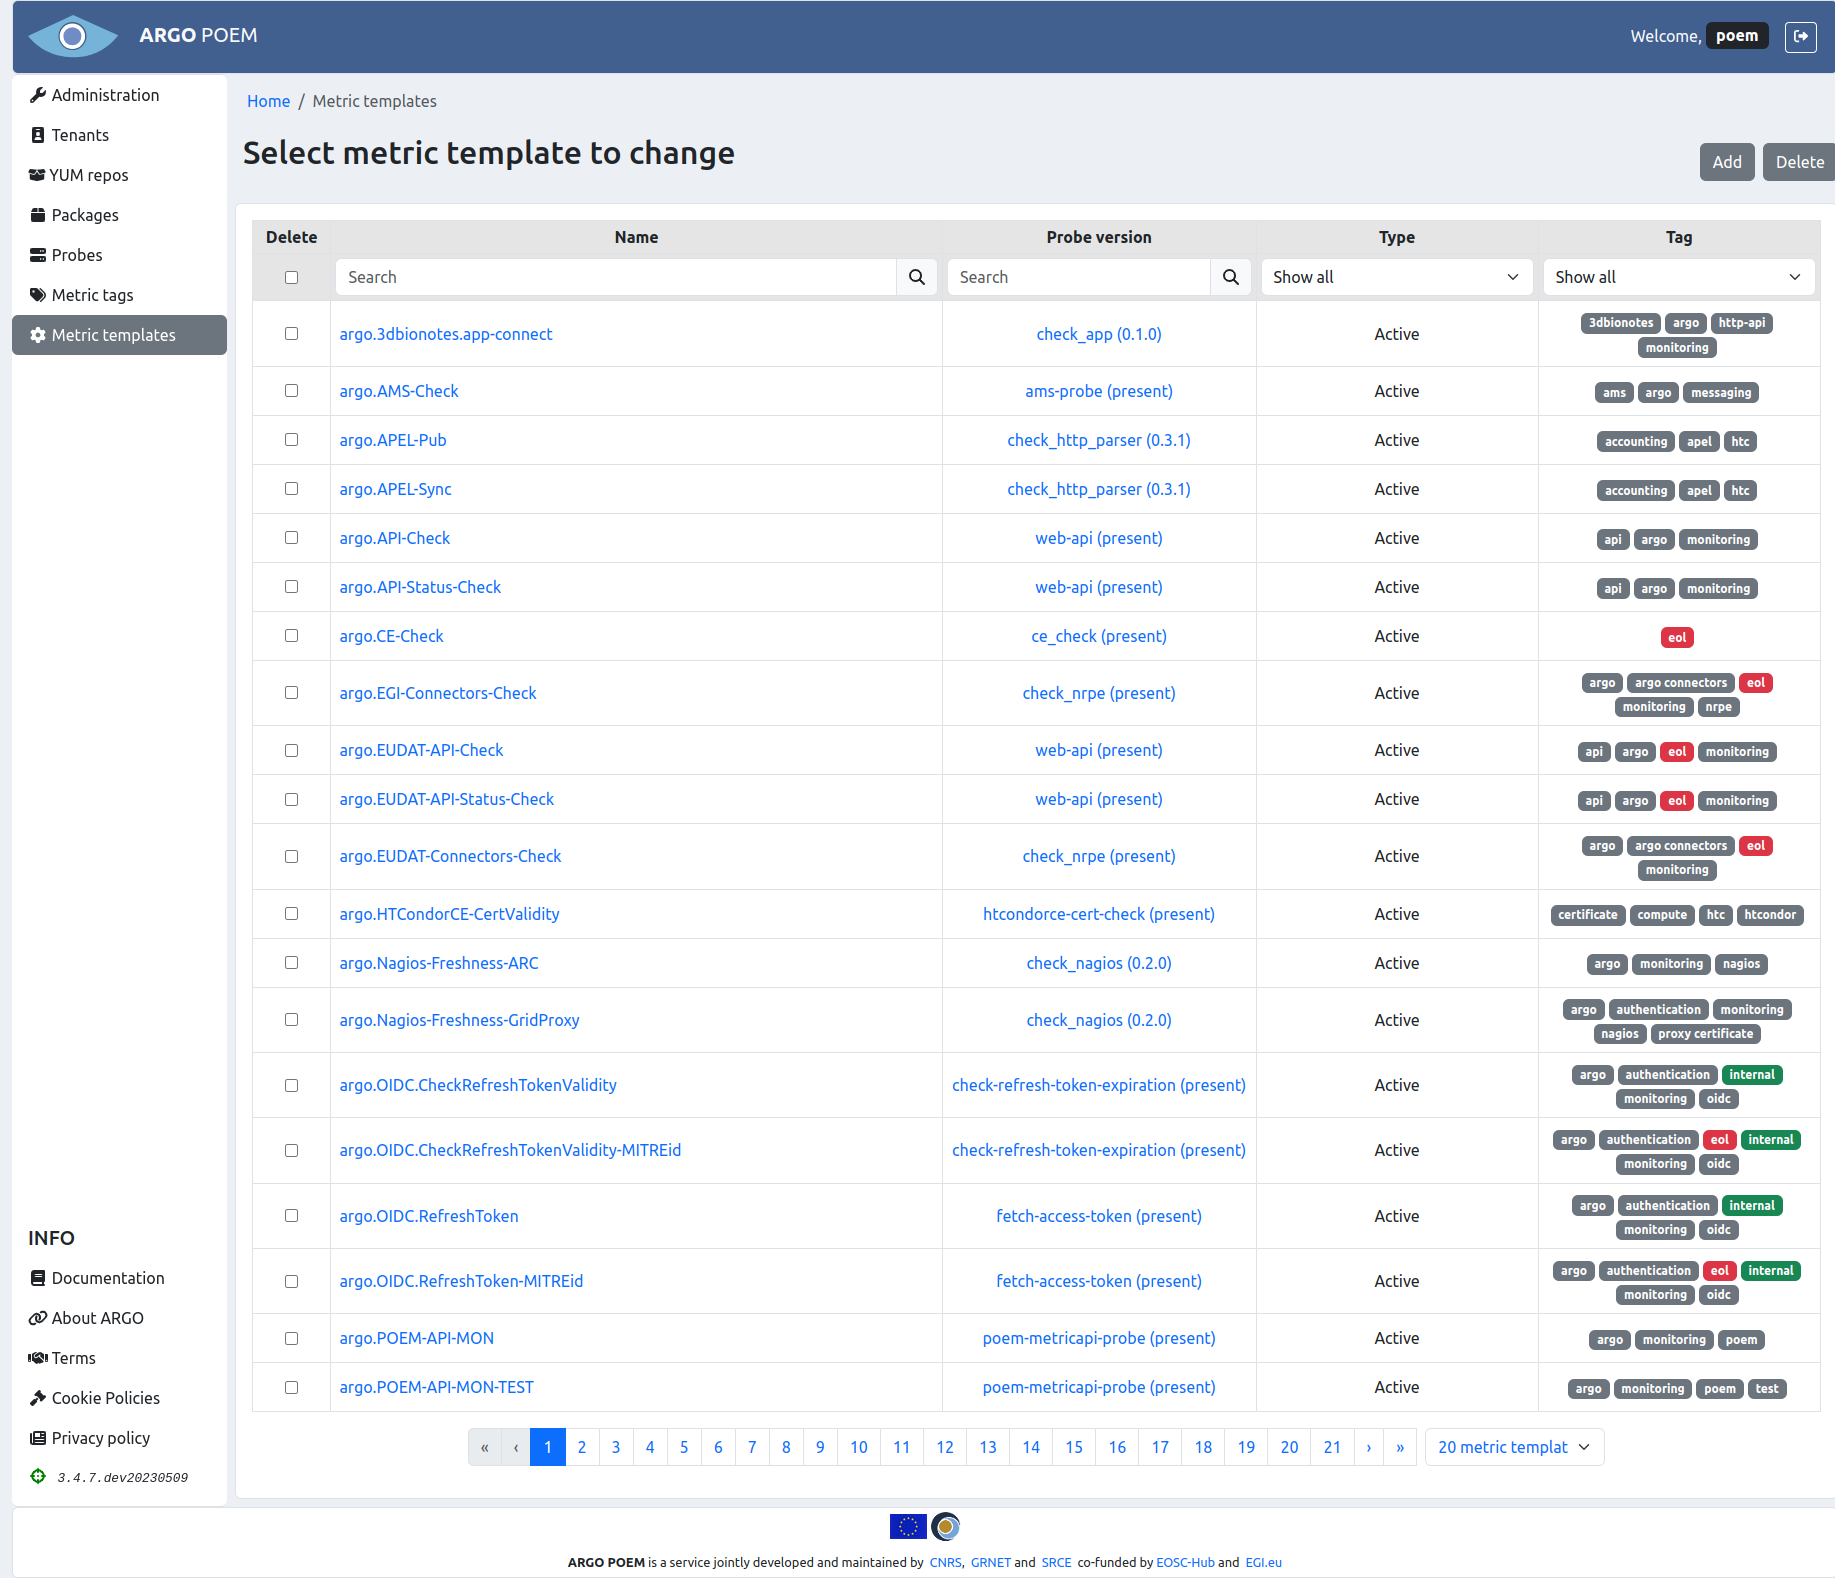 ARGO POEM
Welcome, poem
Administration
Tenants
YUM repos
Packages
Probes
Metric tags
Metric templates
Home / Metric templates
Select metric template to change
Add Delete
Delete Name Probe version Type Tag
Search Search Show all Show all
argo.3dbionotes.app-connect check_app (0.1.0) Active 3dbionotes argo http-api
monitoring
argo.AMS-Check ams-probe (present) Active ams argo messaging
argo.APEL-Pub check_http_parser (0.3.1) Active accounting apel htc
argo.APEL-Sync check_http_parser (0.3.1) Active accounting apel htc
argo.API-Check web-api (present) Active api argo monitoring
argo.API-Status-Check web-api (present) Active api argo monitoring
argo.CE-Check ce_check (present) Active eol
argo.EGI-Connectors-Check check_nrpe (present) Active argo argo connectors eol
monitoring nrpe
argo.EUDAT-API-Check web-api (present) Active api argo eol monitoring
argo.EUDAT-API-Status-Check web-api (present) Active api argo eol monitoring
argo.EUDAT-Connectors-Check check_nrpe (present) Active argo argo connectors eol
monitoring
argo.HTCondorCE-CertValidity htcondorce-cert-check (present) Active certificate compute htc htcondor
argo.Nagios-Freshness-ARC check_nagios (0.2.0) Active argo monitoring nagios
argo.Nagios-Freshness-GridProxy check_nagios (0.2.0) Active argo authentication monitoring
nagios proxy certificate
argo.OIDC.CheckRefreshTokenValidity check-refresh-token-expiration (present) Active argo authentication internal
monitoring oidc
argo.OIDC.CheckRefreshTokenValidity-MITREid check-refresh-token-expiration (present) Active argo authentication eol internal
monitoring oidc
argo.OIDC.RefreshToken fetch-access-token (present) Active argo authentication internal
monitoring oidc
argo.OIDC.RefreshToken-MITREid fetch-access-token (present) Active argo authentication eol internal
monitoring oidc
argo.POEM-API-MON poem-metricapi-probe (present) Active argo monitoring poem
argo.POEM-API-MON-TEST poem-metricapi-probe (present) Active argo monitoring poem test
« ‹ 1 2 3 4 5 6 7 8 9 10 11 12 13 14 15 16 17 18 19 20 21 › » 20 metric templat
INFO
Documentation
About ARGO
Terms
Cookie Policies
Privacy policy
3.4.7.dev20230509
ARGO POEM is a service jointly developed and maintained by CNRS, GRNET and SRCE co-funded by EOSC-Hub and EGI.eu